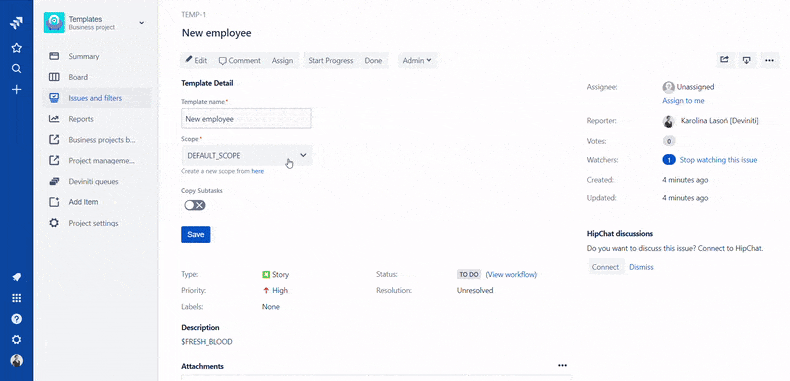 Templates
Business project
Summary
Board
Issues and filters
Reports
Business projects b...
Project manageme...
Deviniti queues
Add Item
Project settings
TEMP-1
New employee
Edit Comment Assign Start Progress Done Admin
Template Detail
Template name*
New employee
Scope*
DEFAULT_SCOPE
Create a new scope from here
Copy Subtasks
Save
Type: Story Status: TO DO (View workflow)
Priority: High Resolution: Unresolved
Labels: None
Description
$FRESH_BLOOD
Attachments
Assignee: Unassigned
Assign to me
Reporter: Karolina Lasoń [Deviniti]
Votes: 0
Watchers: 1 Stop watching this issue
Created: 4 minutes ago
Updated: 4 minutes ago
HipChat discussions
Do you want to discuss this issue? Connect to HipChat.
Connect Dismiss